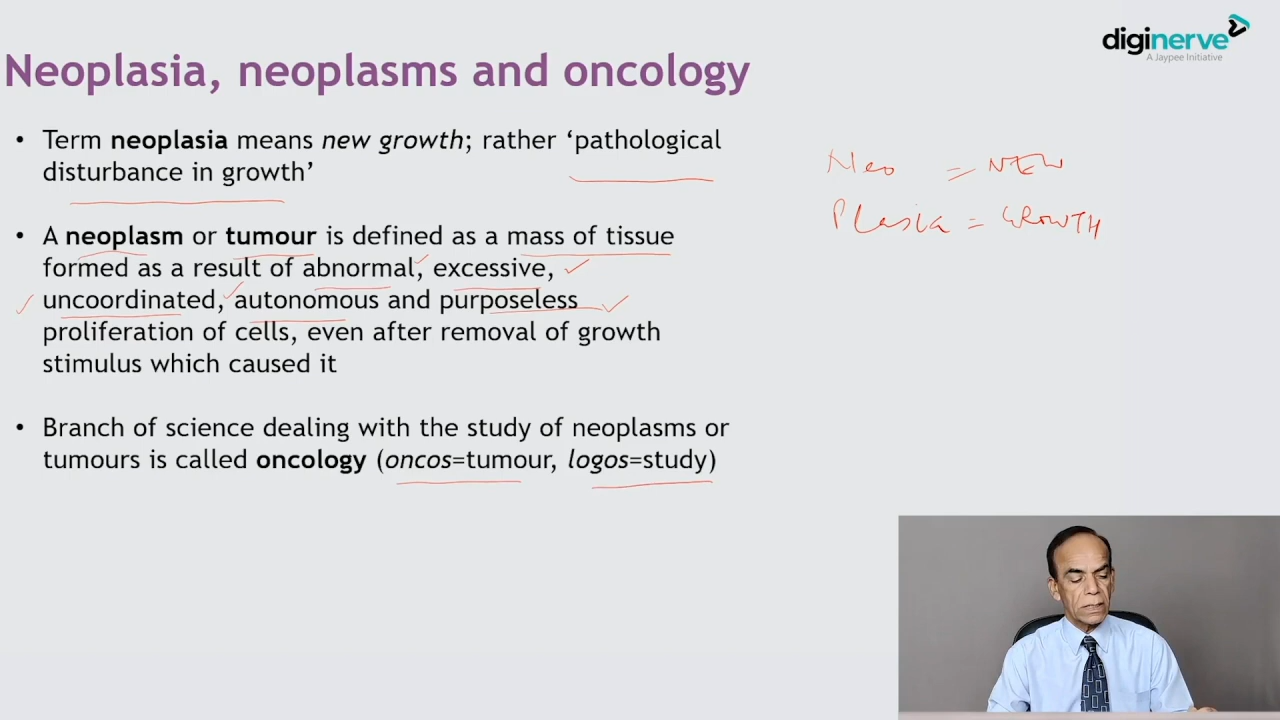 diginerve
A Jaypee Initiative
Neoplasia, neoplasms and oncology
• Term neoplasia means new growth; rather ‘pathological
disturbance in growth’
• A neoplasm or tumour is defined as a mass of tissue
formed as a result of abnormal, excessive,
uncoordinated, autonomous and purposeless
proliferation of cells, even after removal of growth
stimulus which caused it
• Branch of science dealing with the study of neoplasms or
tumours is called oncology (oncos=tumour, logos=study)
Neo = NEW
Plasia = GROWTH